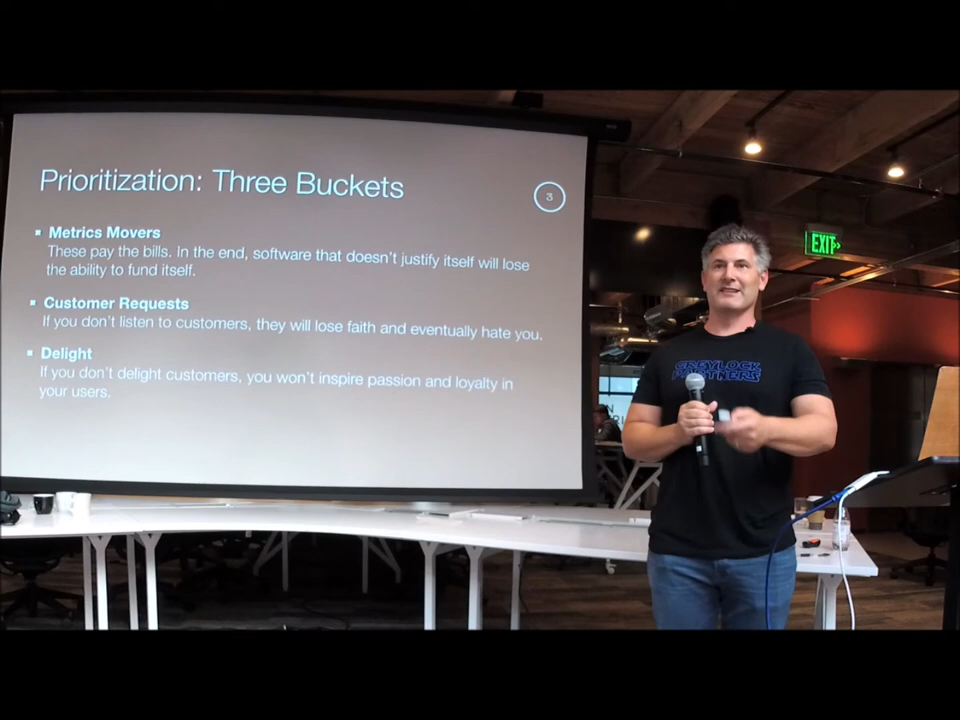 Prioritization: Three Buckets
3
▪ Metrics Movers
These pay the bills. In the end, software that doesn't justify itself will lose
the ability to fund itself.
▪ Customer Requests
If you don't listen to customers, they will lose faith and eventually hate you.
▪ Delight
If you don't delight customers, you won't inspire passion and loyalty in
your users.
EXIT
GREYLOCK
PARTNERS